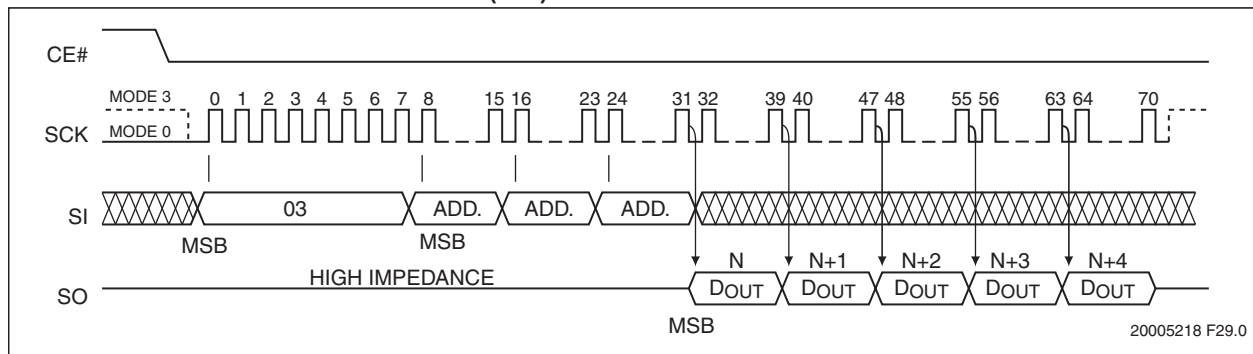 CE#
MODE 3
0 1 2 3 4 5 6 7 8 15 16 23 24 31 32 39 40 47 48 55 56 63 64 70
SCK
MODE 0
SI
03 ADD. ADD. ADD.
MSB MSB
HIGH IMPEDANCE
N N+1 N+2 N+3 N+4
SO
DOUT DOUT DOUT DOUT DOUT
MSB
20005218 F29.0